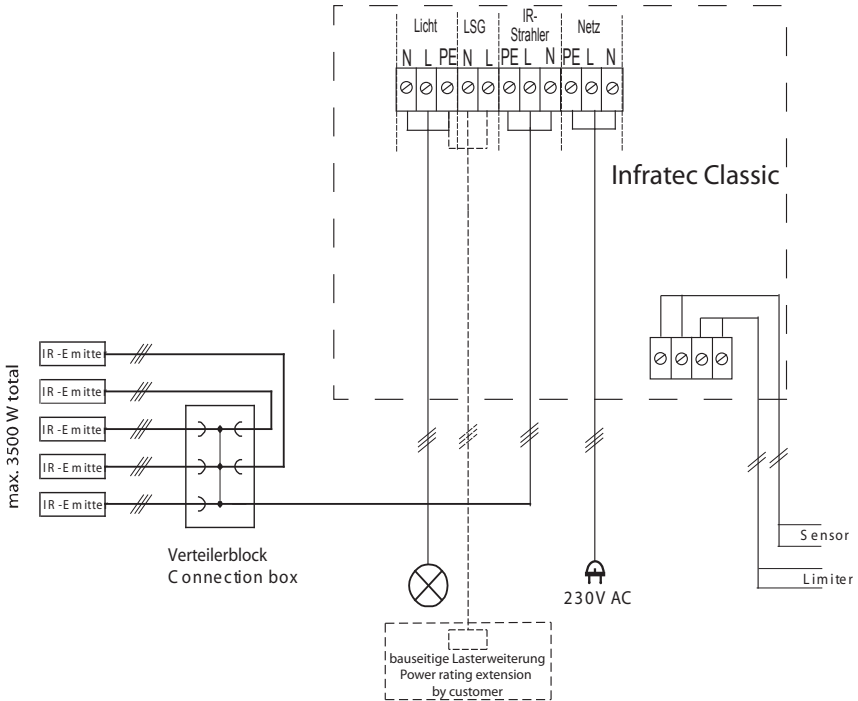 Licht
LSG
IR-
Strahler
Netz
N L PE N L PE L N PE L N
Infratec Classic
max. 3500 W total
IR-Emitte
IR-Emitte
IR-Emitte
IR-Emitte
IR-Emitte
Verteilerblock
Connection box
230V AC
Sensor
Limiter
bauseitige Lasterweiterung
Power rating extension
by customer